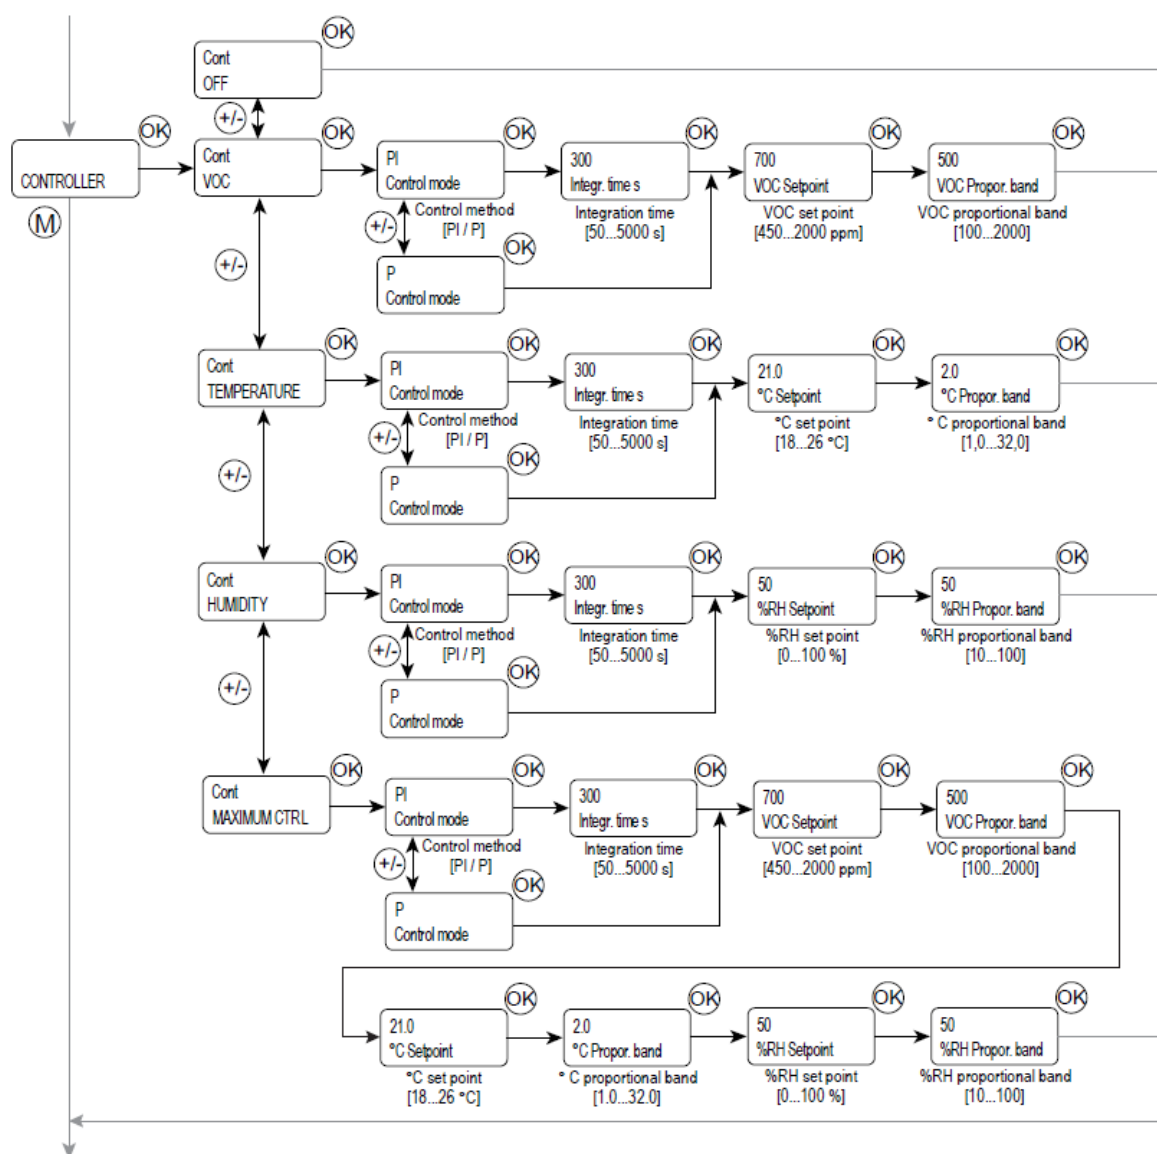 OK
Cont
OFF
+/-
OK
OK
OK
OK
OK
OK
CONTROLLER
Cont
VOC
PI
Control mode
300
Integr. time s
700
VOC Setpoint
500
VOC Propor. band
M
+/-
Control method
[PI / P]
Integration time
[50...5000 s]
VOC set point
[450...2000 ppm]
VOC proportional band
[100...2000]
+/-
OK
P
Control mode
OK
OK
OK
OK
OK
Cont
TEMPERATURE
PI
Control mode
300
Integr. time s
21.0
°C Setpoint
2.0
°C Propor. band
+/-
Control method
[PI / P]
Integration time
[50...5000 s]
°C set point
[18...26 °C]
° C proportional band
[1,0...32,0]
+/-
OK
P
Control mode
OK
OK
OK
OK
OK
Cont
HUMIDITY
PI
Control mode
300
Integr. time s
50
%RH Setpoint
50
%RH Propor. band
+/-
Control method
[PI / P]
Integration time
[50...5000 s]
%RH set point
[0...100 %]
%RH proportional band
[10...100]
+/-
OK
P
Control mode
OK
OK
OK
OK
OK
Cont
MAXIMUM CTRL
PI
Control mode
300
Integr. time s
700
VOC Setpoint
500
VOC Propor. band
+/-
Control method
[PI / P]
Integration time
[50...5000 s]
VOC set point
[450...2000 ppm]
VOC proportional band
[100...2000]
OK
P
Control mode
OK
OK
OK
OK
21.0
°C Setpoint
2.0
°C Propor. band
50
%RH Setpoint
50
%RH Propor. band
°C set point
[18...26 °C]
° C proportional band
[1.0...32.0]
%RH set point
[0...100 %]
%RH proportional band
[10...100]